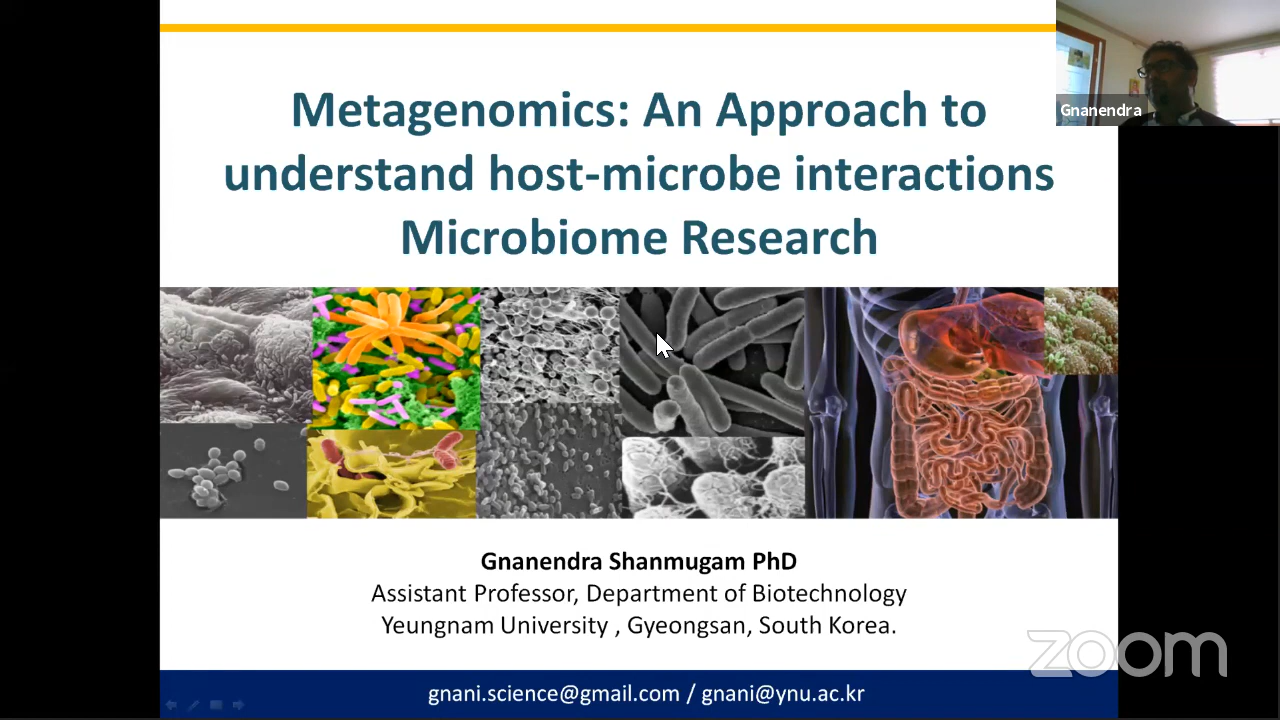 Metagenomics: An Approach to
understand host-microbe interactions
Microbiome Research
Gnanendra
Gnanendra Shanmugam PhD
Assistant Professor, Department of Biotechnology
Yeungnam University , Gyeongsan, South Korea.
zoom
gnani.science@gmail.com / gnani@ynu.ac.kr